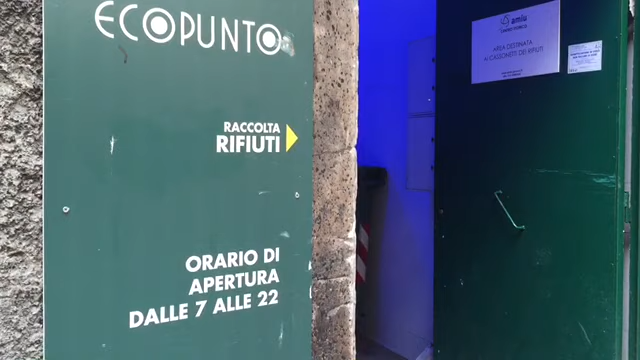 ECOPUNTO
RACCOLTA
RIFIUTI
ORARIO DI
APERTURA
DALLE 7 ALLE 22
amiu
AREA DESTINATA
AI CASSONETTI DEI RIFIUTI